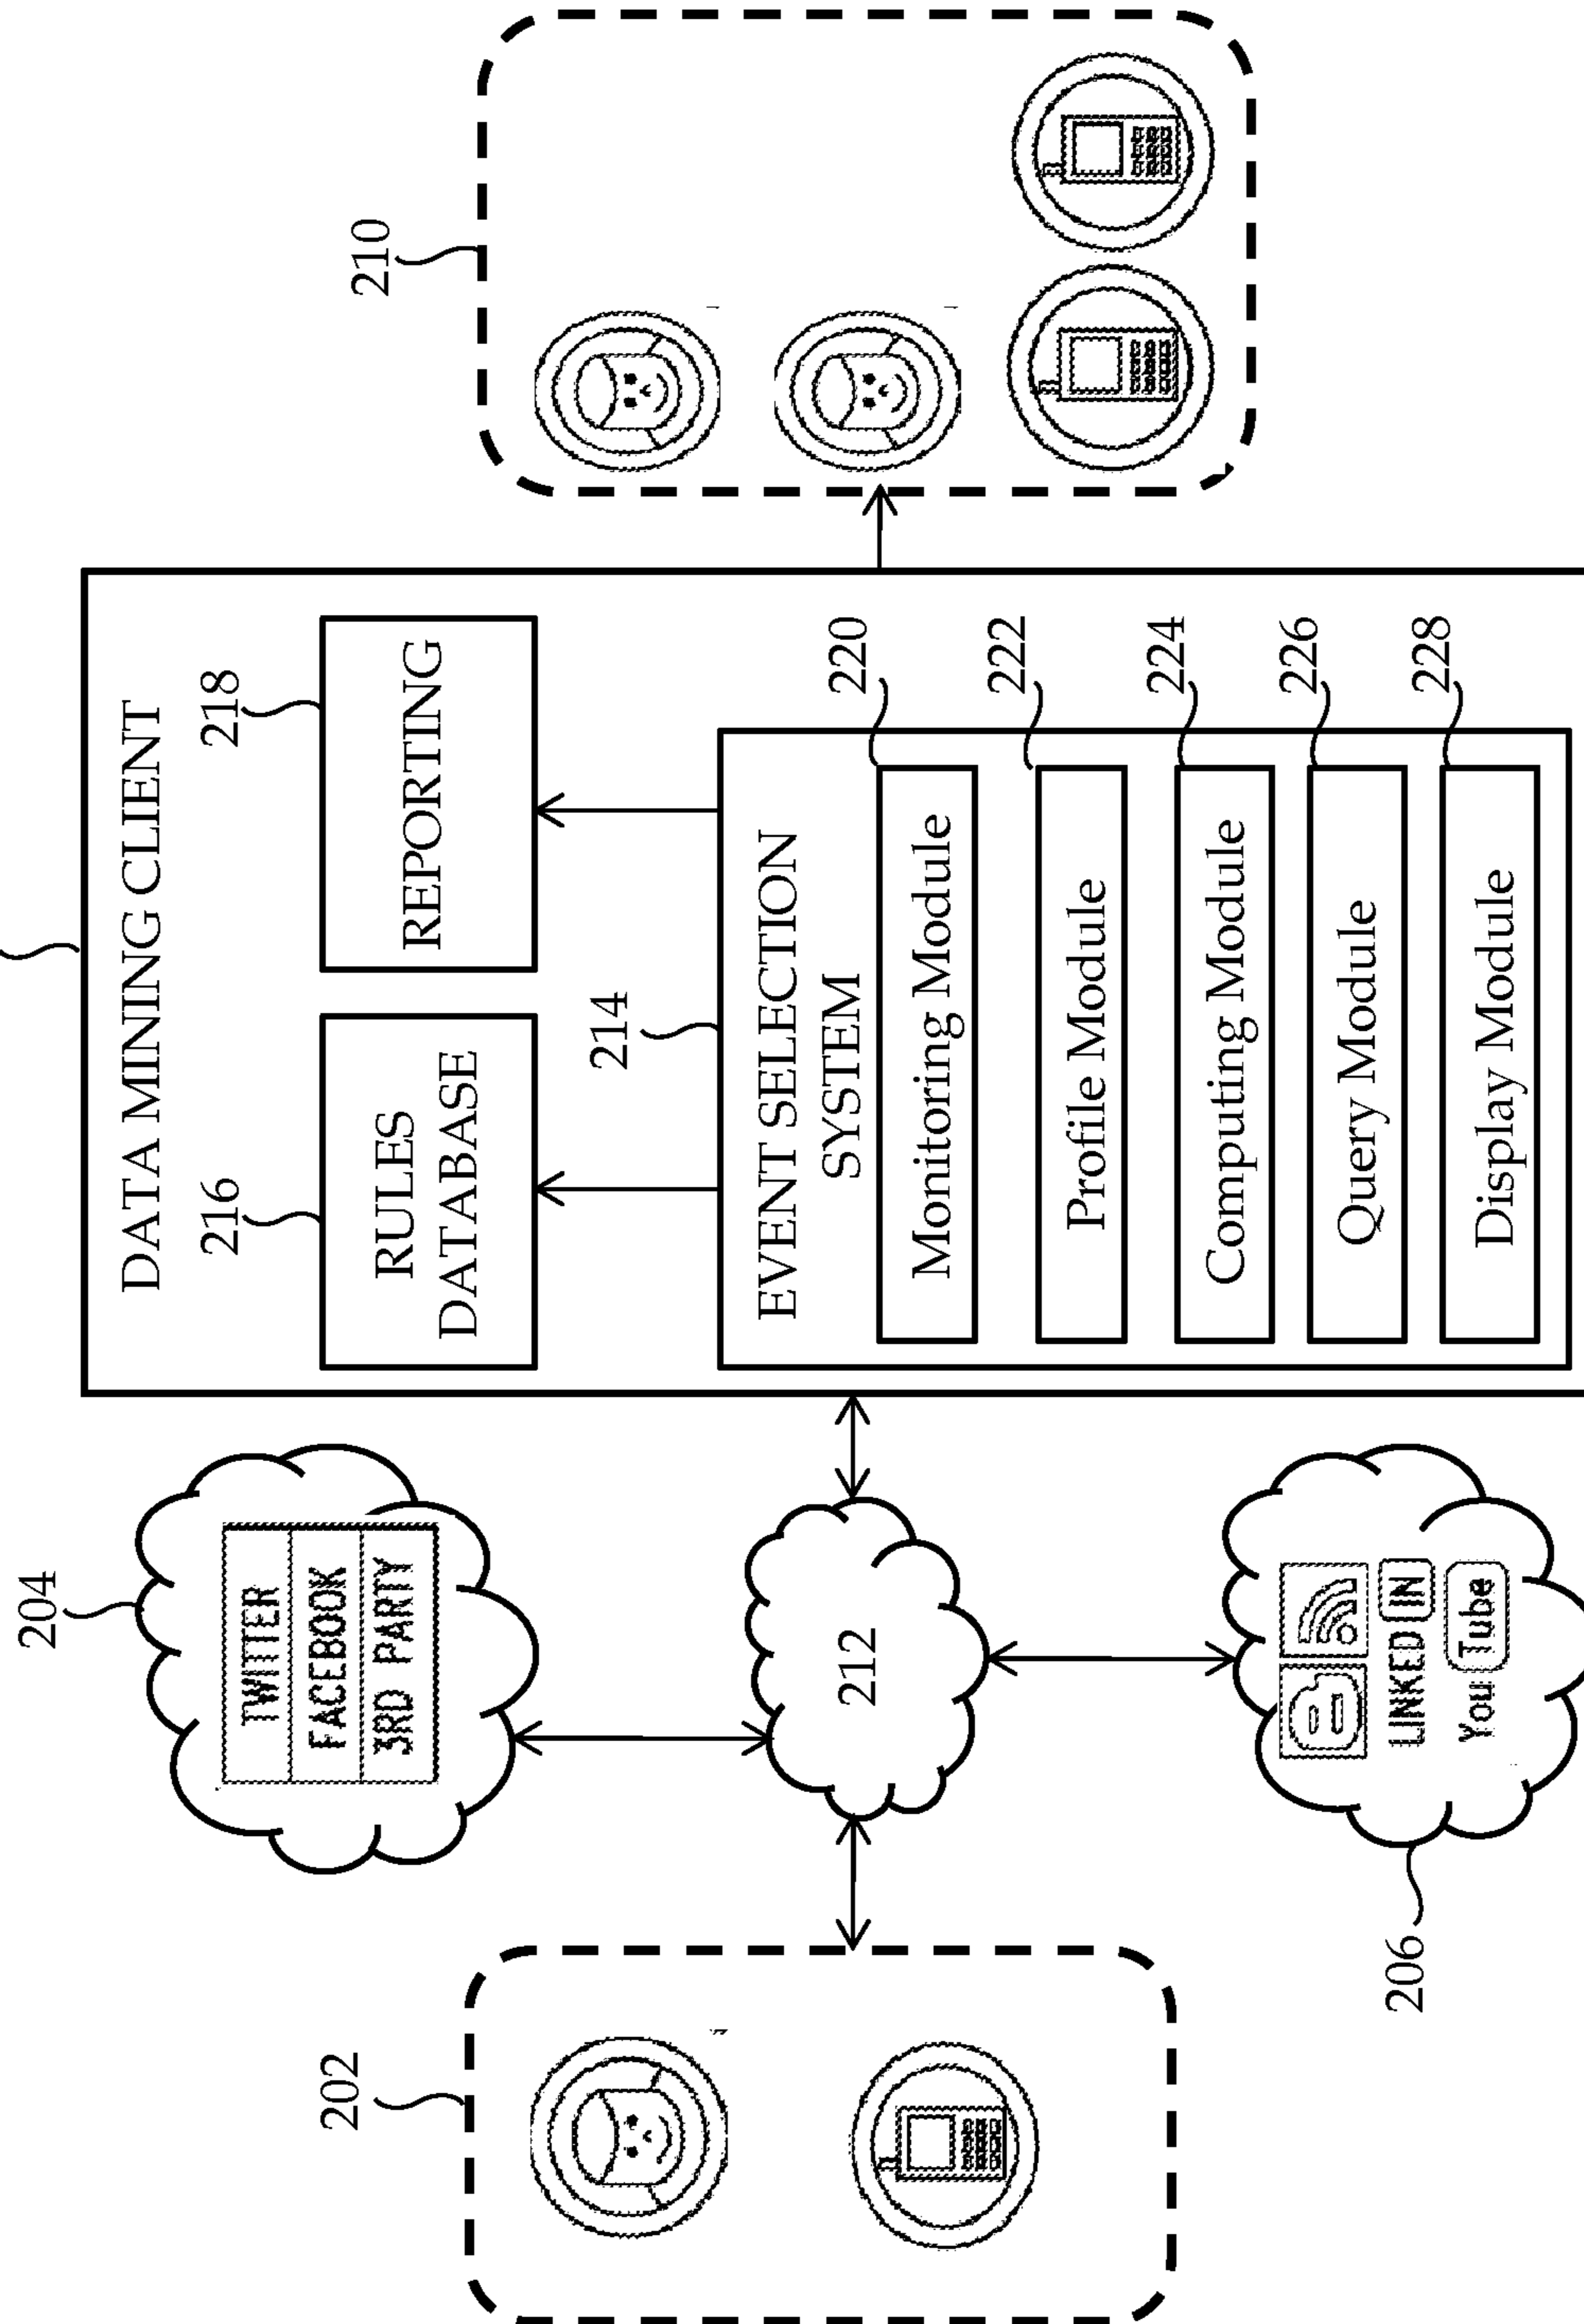 204
TWITTER
FACEBOOK
3RD PARTY
202
212
206
LINKED IN
You Tube
DATA MINING CLIENT
216
RULES
DATABASE
218
REPORTING
214
EVENT SELECTION
SYSTEM
220
Monitoring Module
222
Profile Module
224
Computing Module
226
Query Module
228
Display Module
210